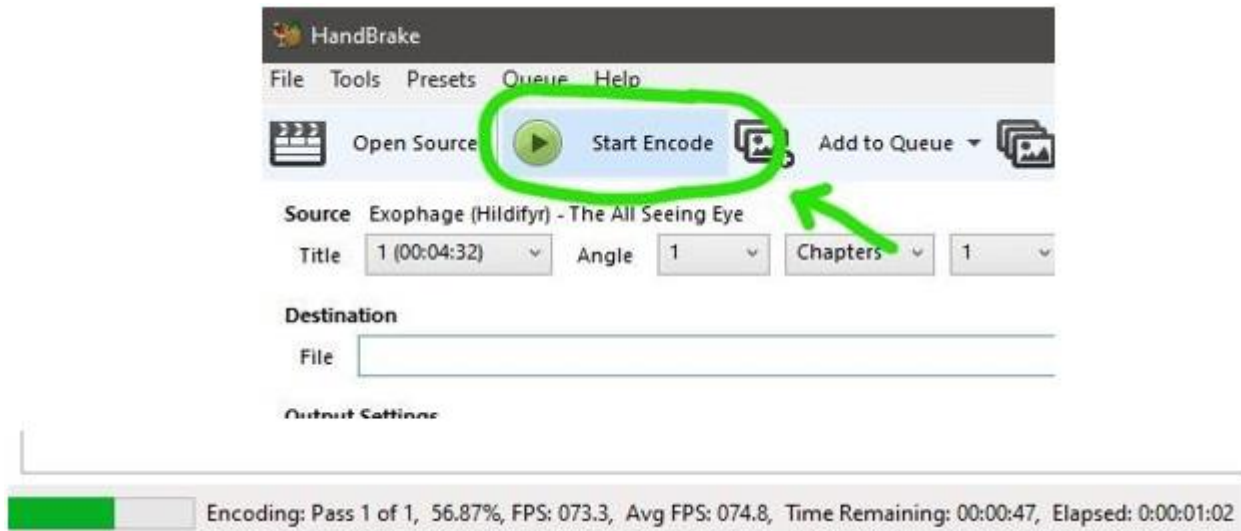 HandBrake
File Tools Presets Queue Help
Open Source Start Encode Add to Queue
Source Exophage (Hildifyr) - The All Seeing Eye
Title 1 (00:04:32) Angle 1 Chapters 1
Destination
File
Output Settings
Encoding: Pass 1 of 1, 56.87%, FPS: 073.3, Avg FPS: 074.8, Time Remaining: 00:00:47, Elapsed: 0:00:01:02